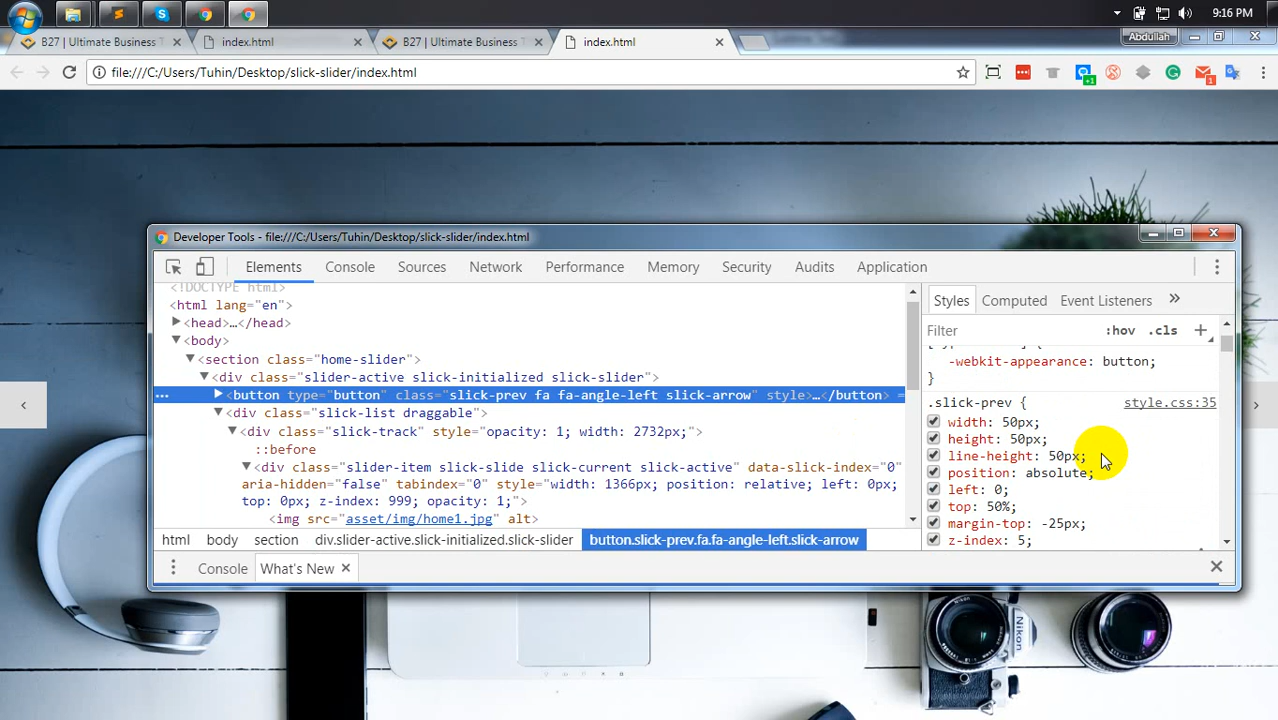 9:16 PM
B27 | Ultimate Business T
index.html
B27 | Ultimate Business T
index.html
Abdullah
file:///C:/Users/Tuhin/Desktop/slick-slider/index.html
+1
1
Developer Tools - file:///C:/Users/Tuhin/Desktop/slick-slider/index.html
Elements Console Sources Network Performance Memory Security Audits Application
<!DOCTYPE html>
<html lang="en">
▶<head>…</head>
▼<body>
▼<section class="home-slider">
▼<div class="slider-active slick-initialized slick-slider">
… ▶<button type="button" class="slick-prev fa fa-angle-left slick-arrow" style>…</button> =
▼<div class="slick-list draggable">
▼<div class="slick-track" style="opacity: 1; width: 2732px;">
::before
▼<div class="slider-item slick-slide slick-current slick-active" data-slick-index="0"
aria-hidden="false" tabindex="0" style="width: 1366px; position: relative; left: 0px;
top: 0px; z-index: 999; opacity: 1;">
<img src="asset/img/home1.jpg" alt>
html body section div.slider-active.slick-initialized.slick-slider button.slick-prev.fa.fa-angle-left.slick-arrow
Styles Computed Event Listeners »
Filter :hov .cls +
-webkit-appearance: button;
}
.slick-prev { style.css:35
width: 50px;
height: 50px;
line-height: 50px;
position: absolute;
left: 0;
top: 50%;
margin-top: -25px;
z-index: 5;
Console What's New ×
Nikon